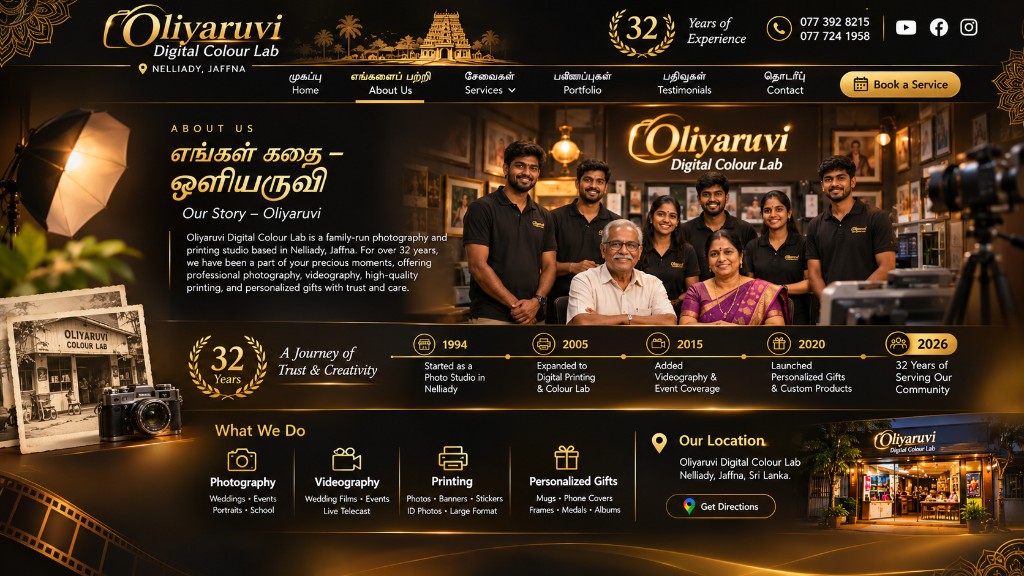 Oliyaruvi
Digital Colour Lab
NELLIADY, JAFFNA
32
Years of
Experience
077 392 8215
077 724 1958
முகப்பு
Home
எங்களைப் பற்றி
About Us
சேவைகள்
Services
Portfolio
Testimonials
Contact
Book a Service
ABOUT US
எங்கள் கதை –
ஒளியருவி
Our Story – Oliyaruvi
Oliyaruvi Digital Colour Lab is a family-run photography and
printing studio based in Nelliady, Jaffna. For over 32 years,
we have been a part of your precious moments, offering
professional photography, videography, high-quality
printing, and personalized gifts with trust and care.
Oliyaruvi
Digital Colour Lab
OLIYARUVI
COLOUR LAB
32
Years
A Journey of
Trust & Creativity
1994
Started as a
Photo Studio in
Nelliady
2005
Expanded to
Digital Printing
& Colour Lab
2015
Added
Videography &
Event Coverage
2020
Launched
Personalized Gifts
& Custom Products
2026
32 Years of
Serving Our
Community
What We Do
Photography
Weddings • Events
Portraits • School
Videography
Wedding Films • Events
Live Telecast
Printing
Photos • Banners • Stickers
ID Photos • Large Format
Personalized Gifts
Mugs • Phone Covers
Frames • Medals • Albums
Our Location
Oliyaruvi Digital Colour Lab
Nelliady, Jaffna, Sri Lanka.
Get Directions
Oliyaruvi
Digital Colour Lab